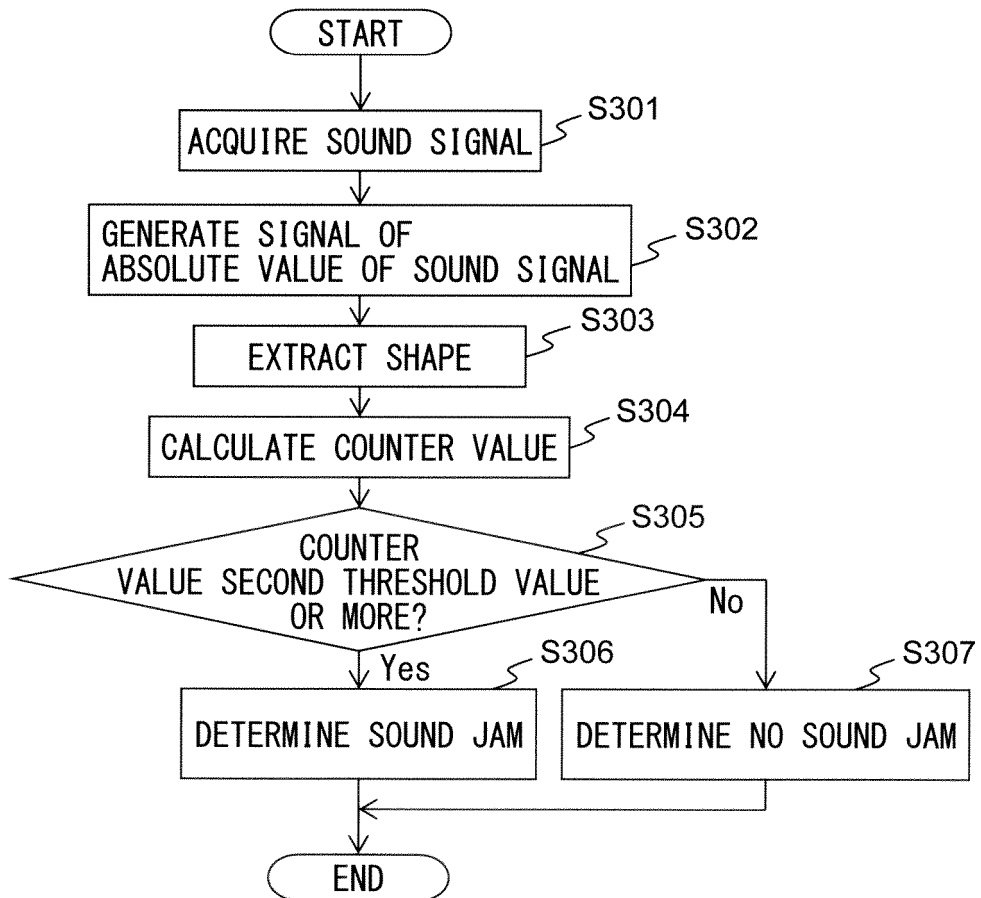 START
S301
ACQUIRE SOUND SIGNAL
S302
GENERATE SIGNAL OF
ABSOLUTE VALUE OF SOUND SIGNAL
S303
EXTRACT SHAPE
S304
CALCULATE COUNTER VALUE
S305
COUNTER
VALUE SECOND THRESHOLD VALUE
OR MORE?
No
Yes
S306
S307
DETERMINE SOUND JAM
DETERMINE NO SOUND JAM
END